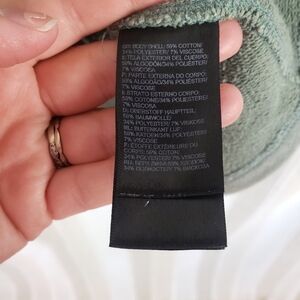 GB: BODY SHELL: 59% COTTON/
34% POLYESTER/ 7% VISCOSE
E: TELA EXTERIOR DEL CUERPO:
59% ALGODÓN/34% POLIÉSTER/
7% VISCOSA
P: PARTE EXTERNA DO CORPO:
59% ALGODÃO/34% POLIÉSTER/
7% VISCOSE
I: STRATO ESTERNO CORPO:
59% COTONE/34% POLIESTERE/
7% VISCOSA
D: OBERSTOFF HAUPTTEIL:
59% BAUMWOLLE/
34% POLYESTER/ 7% VISKOSE
NL: BUITENKANT LIJF:
59% KATOEN/
34% POLYESTER/ 7% VISCOSE
F: ÉTOFFE EXTÉRIEURE DU
CORPS: 59% COTON/
34% POLYESTER/ 7% VISCOSE